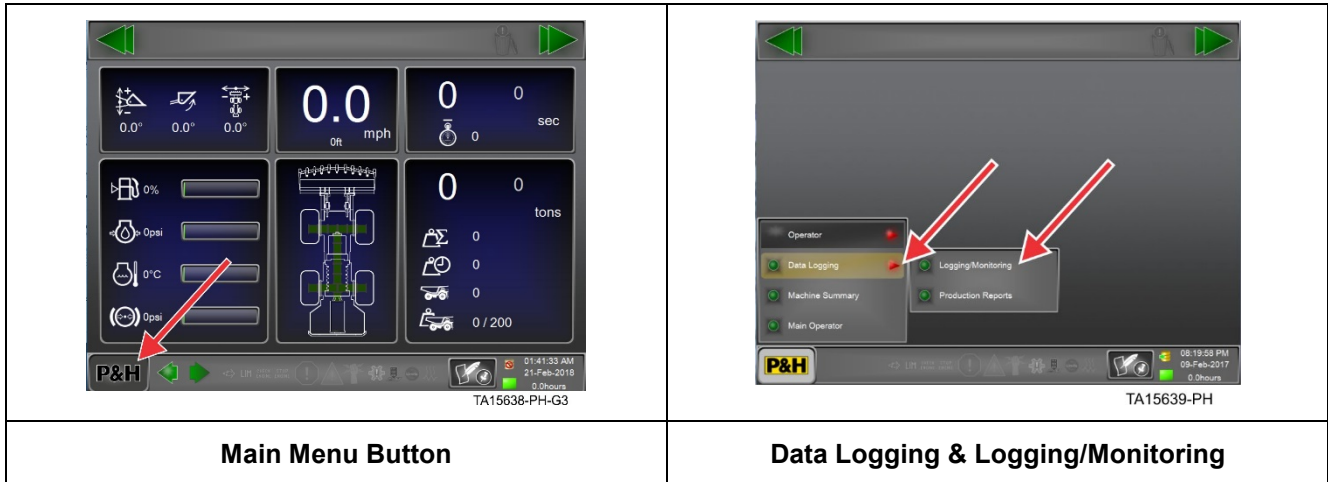 0.0° 0.0° 0.0°
0.0
mph
0ft
0 0
sec
0
0%
0psi
0°C
0psi
0 0
tons
0
0
0
0 / 200
P&H
LIM
01:41:33 AM
21-Feb-2018
0.0hours
TA15638-PH-G3
Main Menu Button
Operator
Data Logging
Logging/Monitoring
Machine Summary
Production Reports
Main Operator
P&H
LIM
08:19:58 PM
09-Feb-2017
0.0hours
TA15639-PH
Data Logging & Logging/Monitoring